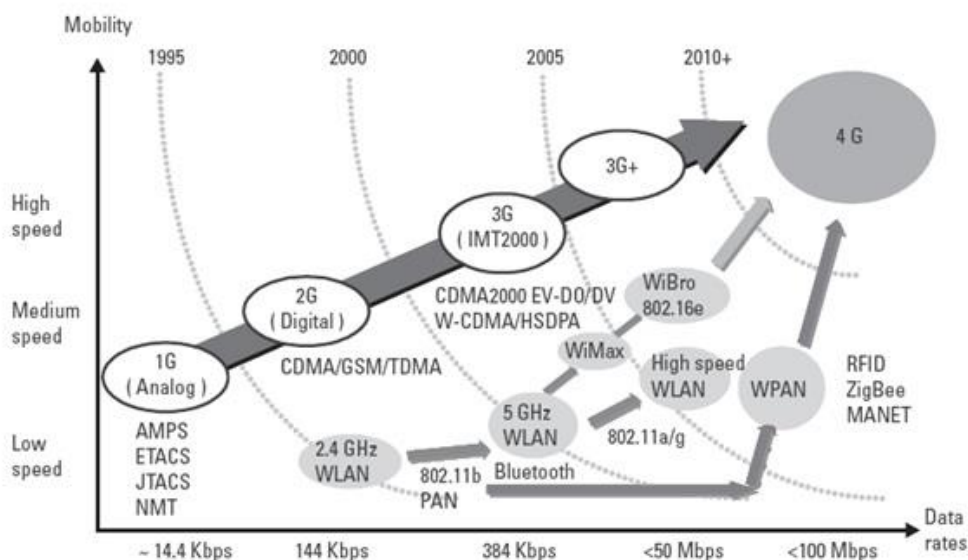 Mobility
1995
2000
2005
2010+
4 G
3G+
High
speed
3G
( IMT2000 )
WiBro
802.16e
CDMA2000 EV-DO/DV
W-CDMA/HSDPA
Medium
speed
2G
( Digital )
WiMax
CDMA/GSM/TDMA
1G
( Analog )
High speed
WLAN
WPAN
RFID
ZigBee
MANET
5 GHz
WLAN
802.11a/g
AMPS
ETACS
JTACS
NMT
Low
speed
2.4 GHz
WLAN
802.11b
PAN
Bluetooth
Data
rates
~ 14.4 Kbps
144 Kbps
384 Kbps
<50 Mbps
<100 Mbps